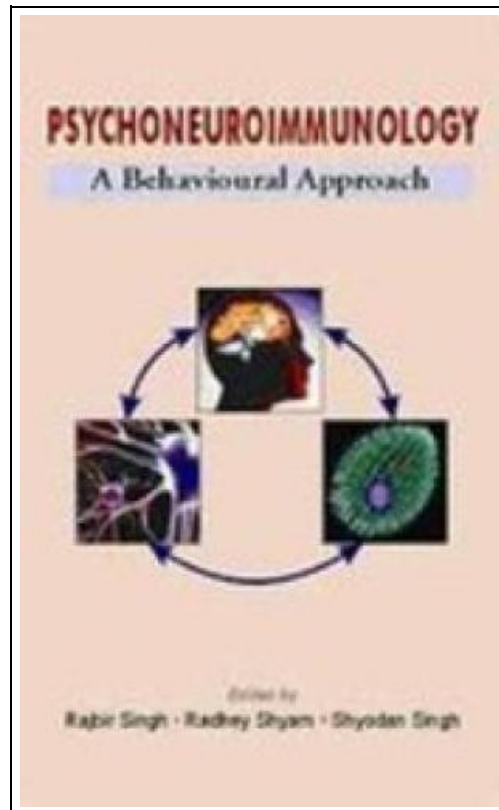 PSYCHONEUROIMMUNOLOGY
A Behavioural Approach
Edited by
Rajbir Singh • Radhey Shyam • Shyodan Singh